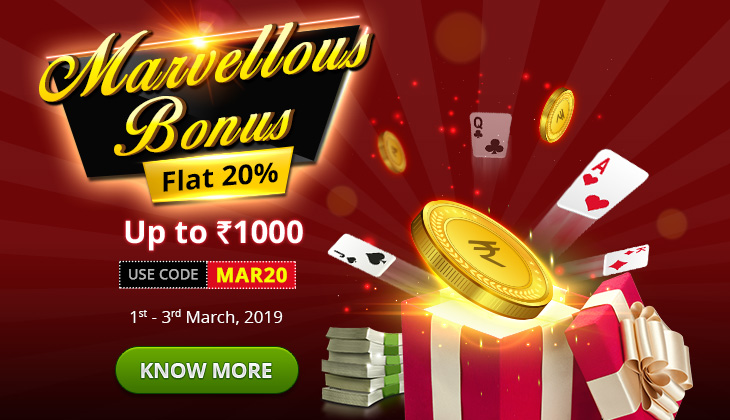 Marvellous
Bonus
Flat 20%
Up to ₹1000
USE CODE MAR20
1st - 3rd March, 2019
KNOW MORE
Q
A
J
K